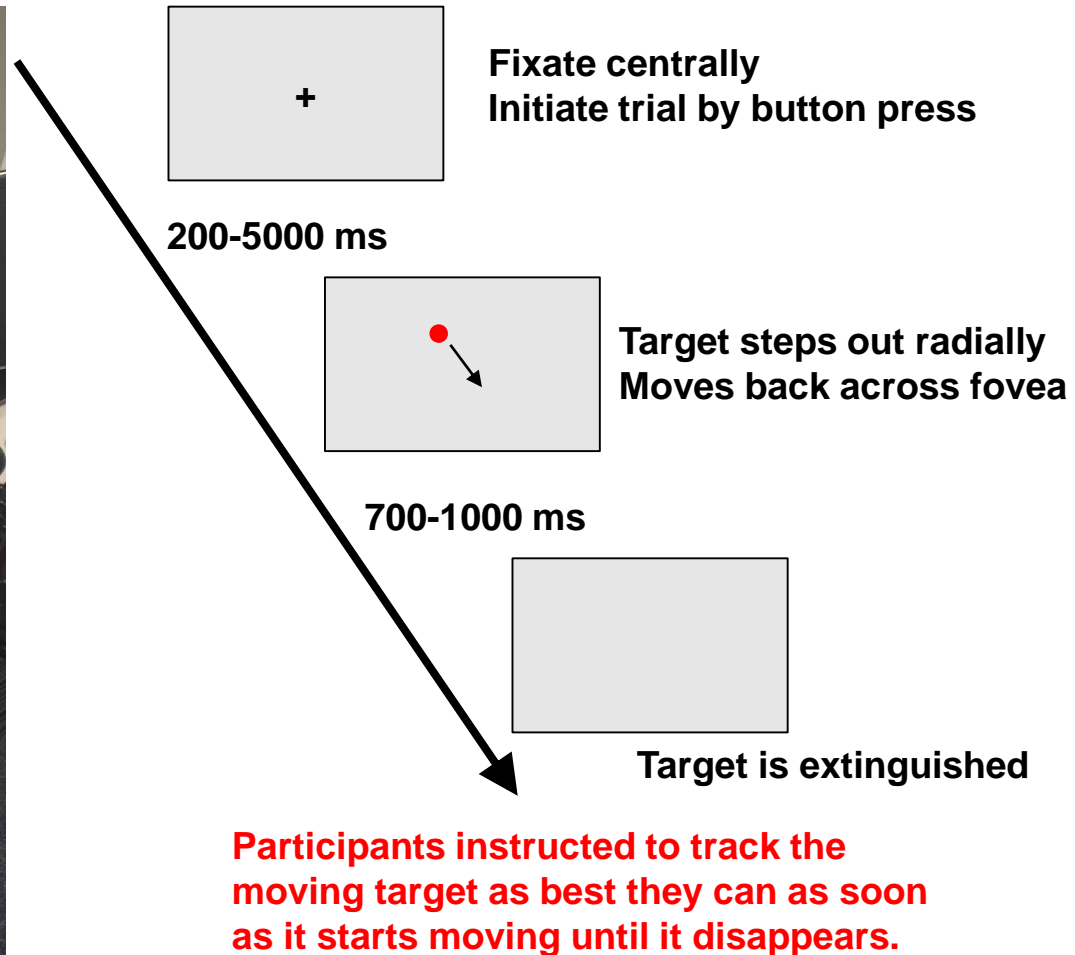 +
Fixate centrally
Initiate trial by button press
200-5000 ms
Target steps out radially
Moves back across fovea
700-1000 ms
Target is extinguished
Participants instructed to track the
moving target as best they can as soon
as it starts moving until it disappears.